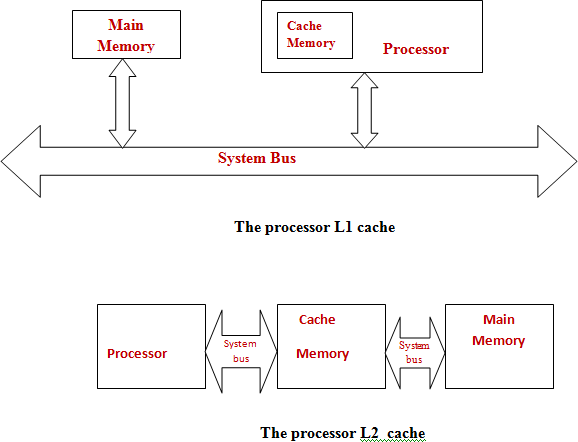 Main
Memory
Cache
Memory
Processor
System Bus
The processor L1 cache
Processor
System
bus
Cache
Memory
System
bus
Main
Memory
The processor L2 cache